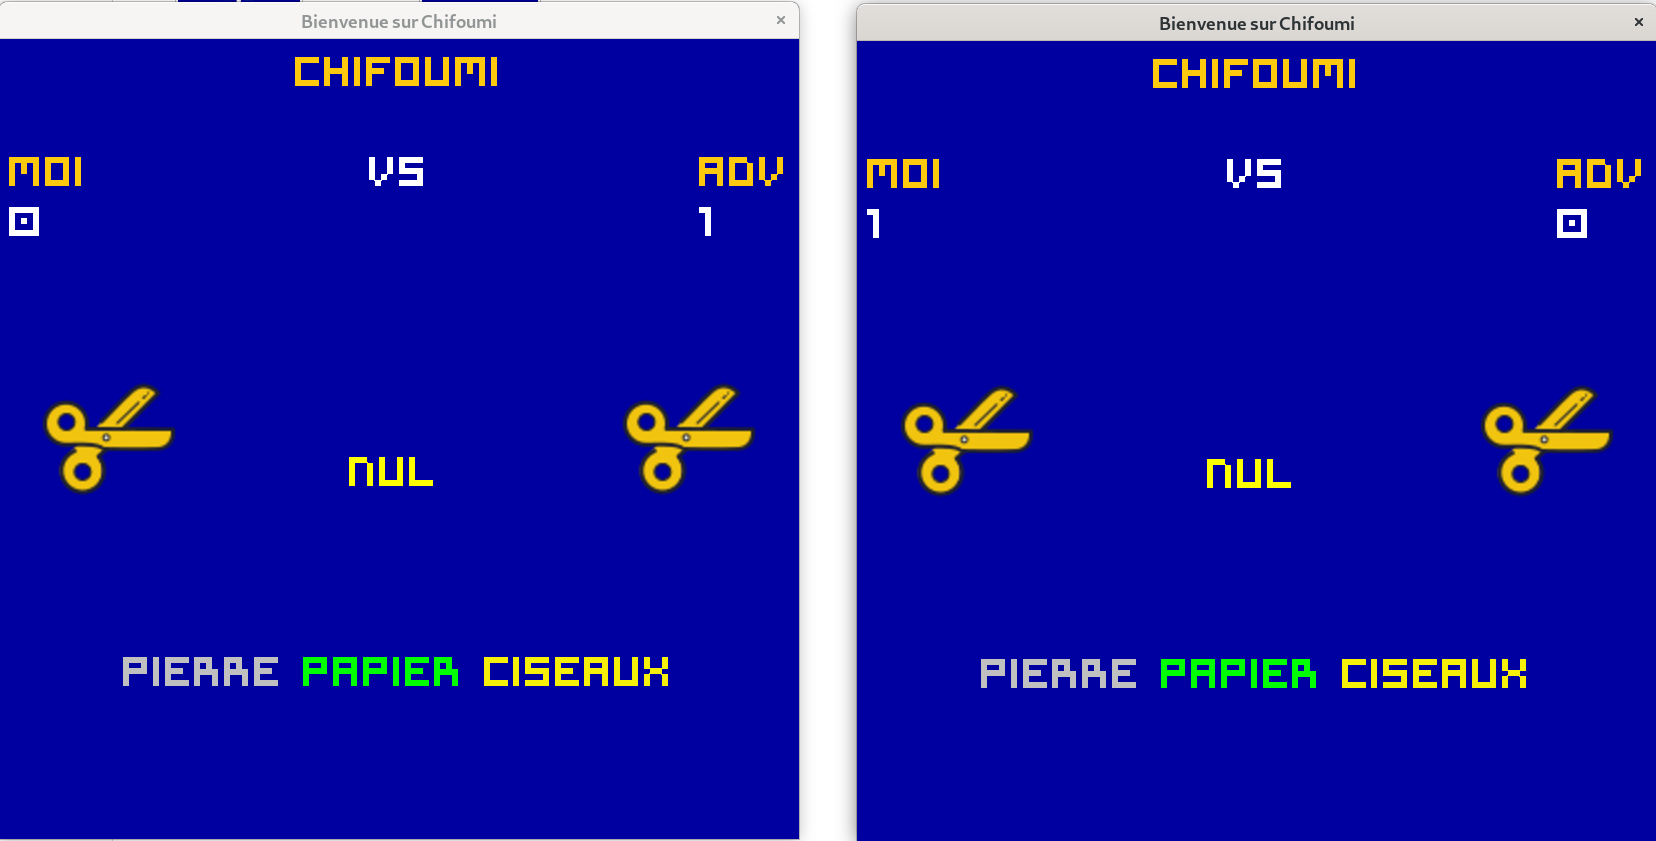 Bienvenue sur Chifoumi ×
CHIFOUMI
MOI VS ADV
0 1
NUL
PIERRE PAPIER CISEAUX
Bienvenue sur Chifoumi ×
CHIFOUMI
MOI VS ADV
1 0
NUL
PIERRE PAPIER CISEAUX